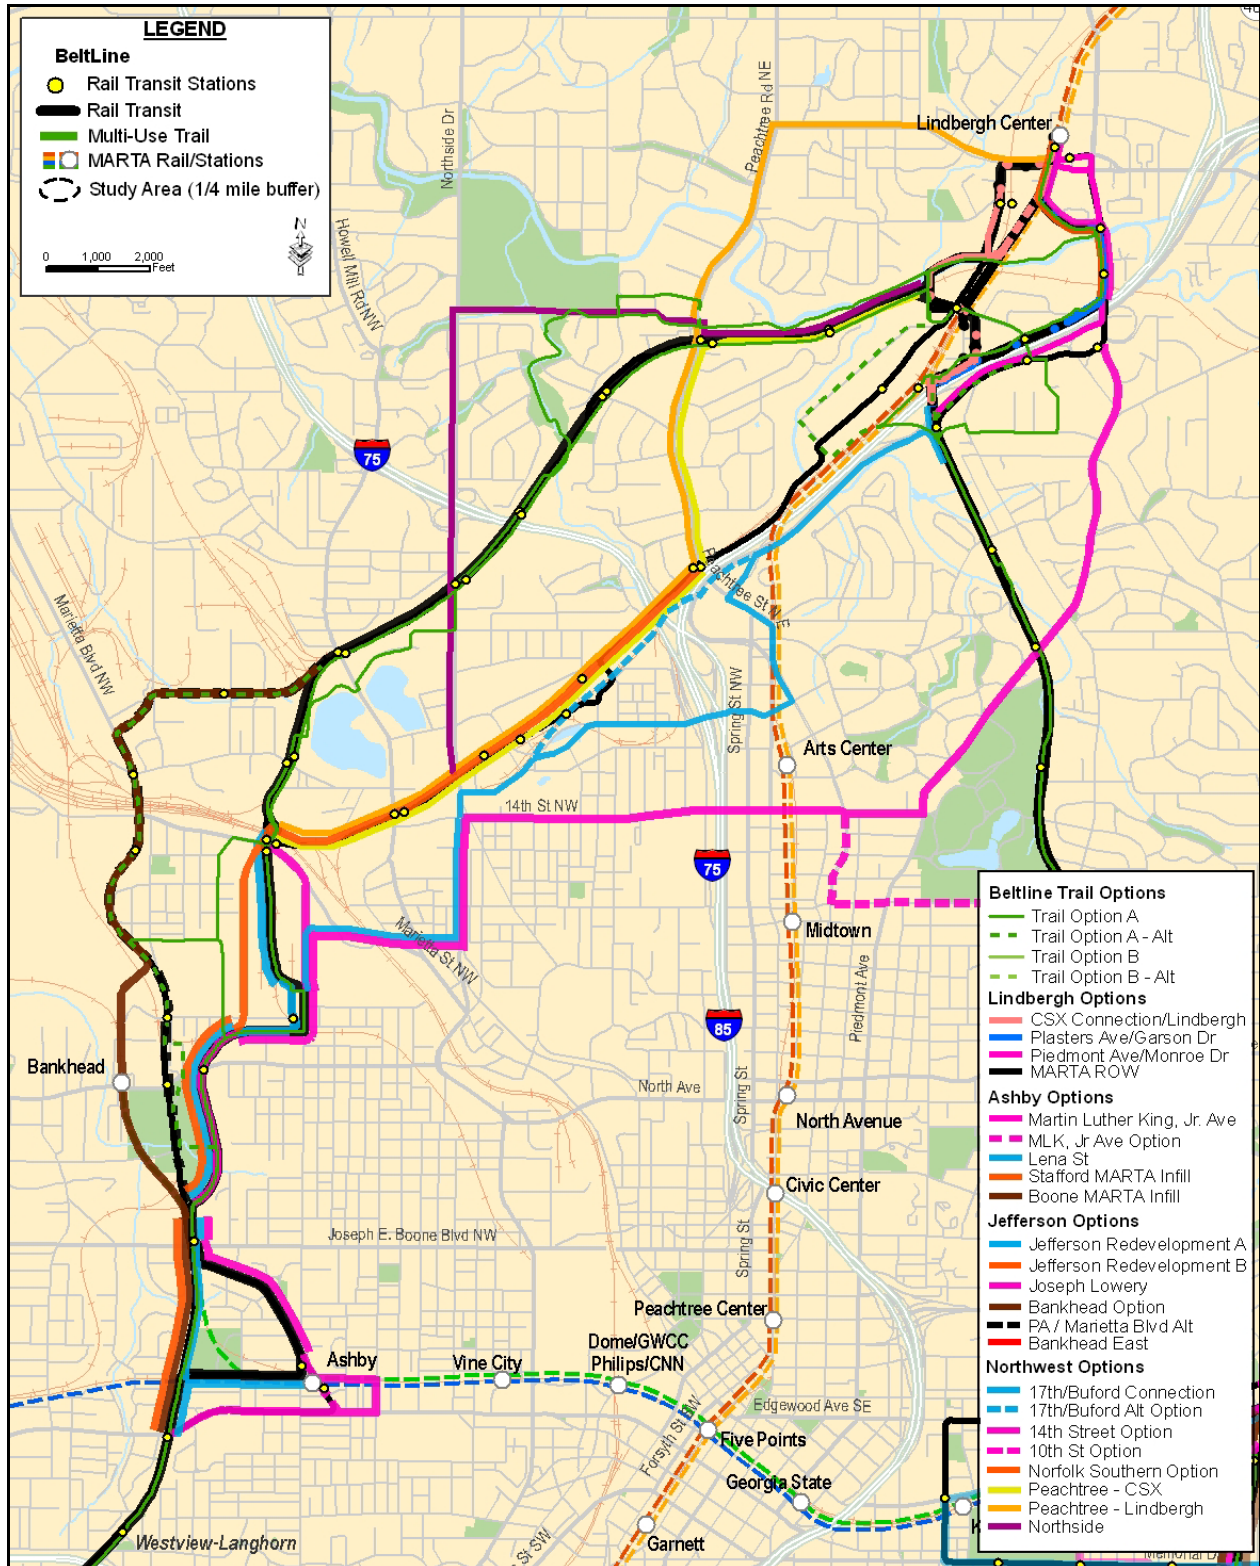 LEGEND
BeltLine
Rail Transit Stations
Rail Transit
Multi-Use Trail
MARTA Rail/Stations
Study Area (1/4 mile buffer)
N
0 1,000 2,000
Feet
Northside Dr
Peachtree Rd NE
Lindbergh Center
Howell Mill Rd NW
75
Peachtree St NE
Marietta Blvd NW
Spring St NW
Arts Center
14th St NW
75
Midtown
Marietta St NW
Piedmont Ave
85
Bankhead
North Ave
Spring St
North Avenue
Civic Center
Joseph E. Boone Blvd NW
Spring St
Peachtree Center
Dome/GWCC
Philips/CNN
Ashby
Vine City
Edgewood Ave SE
Forsyth St SW
Five Points
Georgia State
Garnett
Westview-Langhorn
St SW
K
Memorial D
Beltline Trail Options
Trail Option A
Trail Option A - Alt
Trail Option B
Trail Option B - Alt
Lindbergh Options
CSX Connection/Lindbergh
Plasters Ave/Garson Dr
Piedmont Ave/Monroe Dr
MARTA ROW
Ashby Options
Martin Luther King, Jr. Ave
MLK, Jr Ave Option
Lena St
Stafford MARTA Infill
Boone MARTA Infill
Jefferson Options
Jefferson Redevelopment A
Jefferson Redevelopment B
Joseph Lowery
Bankhead Option
PA / Marietta Blvd Alt
Bankhead East
Northwest Options
17th/Buford Connection
17th/Buford Alt Option
14th Street Option
10th St Option
Norfolk Southern Option
Peachtree - CSX
Peachtree - Lindbergh
Northside